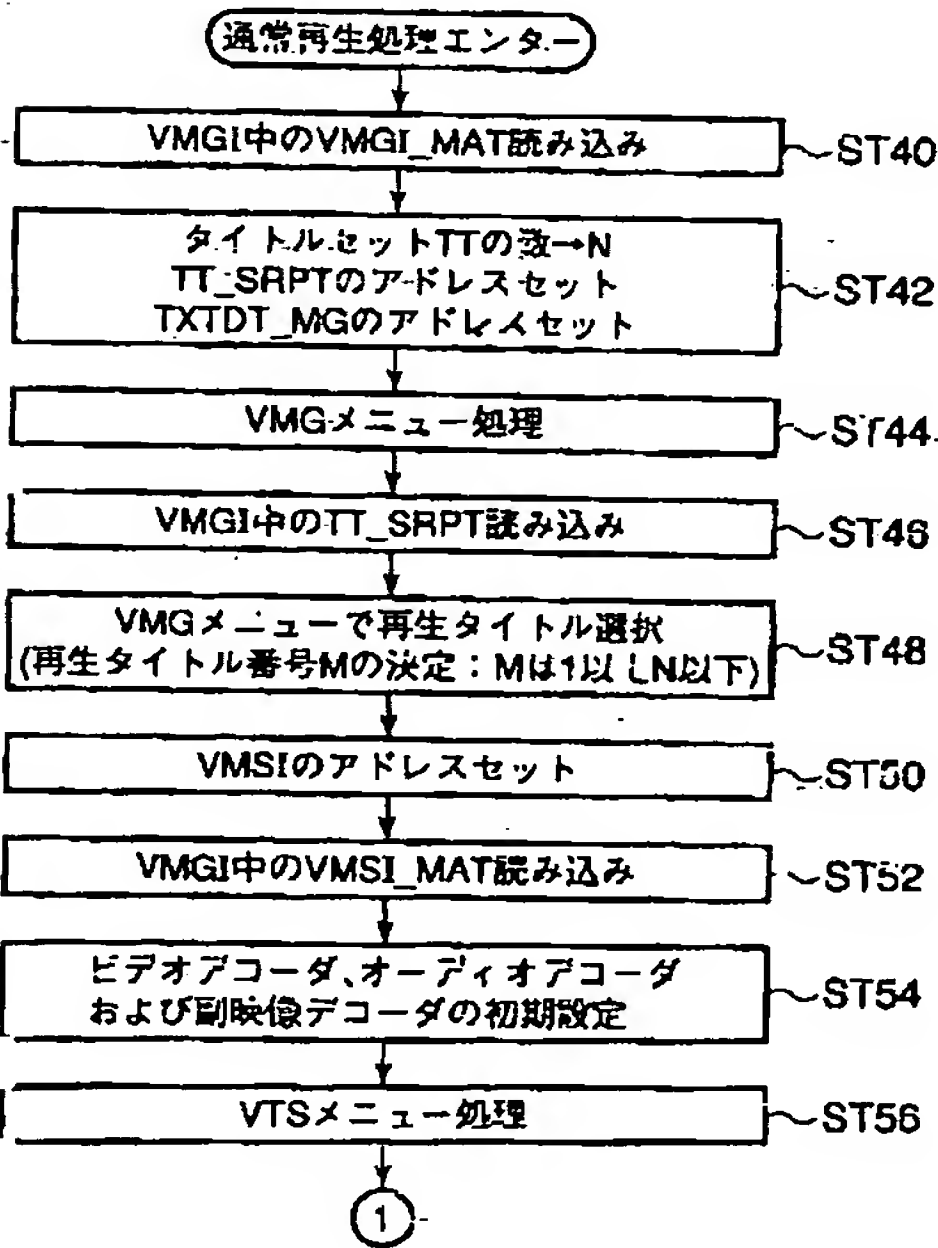 通常再生処理エンター
VMGI中のVMGI_MAT読み込み
ST40
タイトルセットTTの数→N
TT_SRPTのアドレスセット
TXTDT_MGのアドレスセット
ST42
VMGメニュー処理
ST44
VMGI中のTT_SRPT読み込み
ST46
VMGメニューで再生タイトル選択
(再生タイトル番号Mの決定：Mは1以上N以下)
ST48
VMSIのアドレスセット
ST50
VMGI中のVMSI_MAT読み込み
ST52
ビデオデコーダ、オーディオデコーダ
および副映像デコーダの初期設定
ST54
VTSメニュー処理
ST56
1